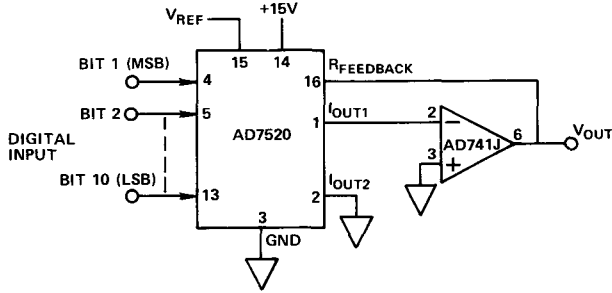 +15V
VREF
15
14
BIT 1 (MSB)
4
16
RFEEDBACK
BIT 2
5
IOUT1
1
2
6
VOUT
AD7520
AD741J
DIGITAL
INPUT
3
IOUT2
2
BIT 10 (LSB)
13
3
GND